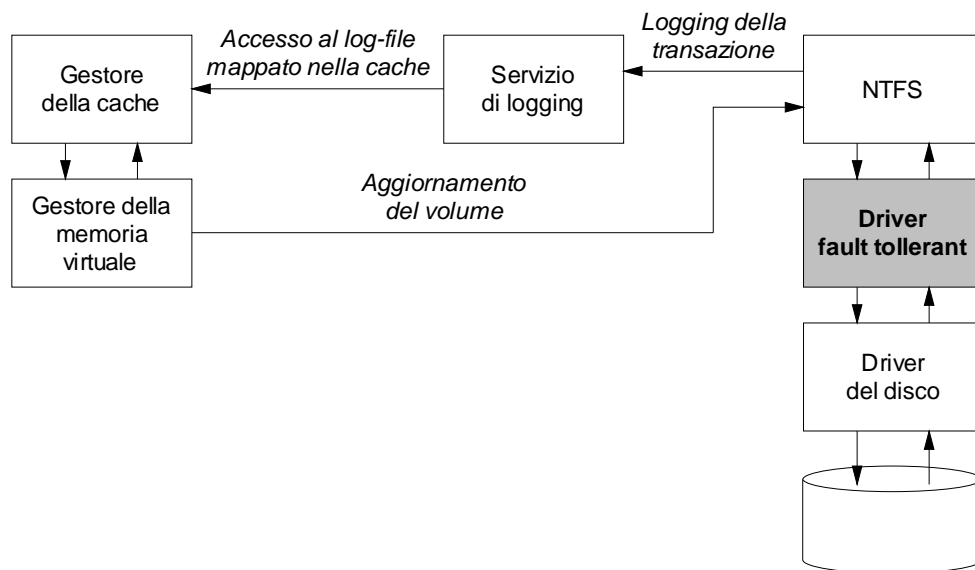 Logging della
transazione
Accesso al log-file
mappato nella cache
Gestore
della cache
Servizio
di logging
NTFS
Aggiornamento
del volume
Gestore della
memoria
virtuale
Driver
fault tollerant
Driver
del disco